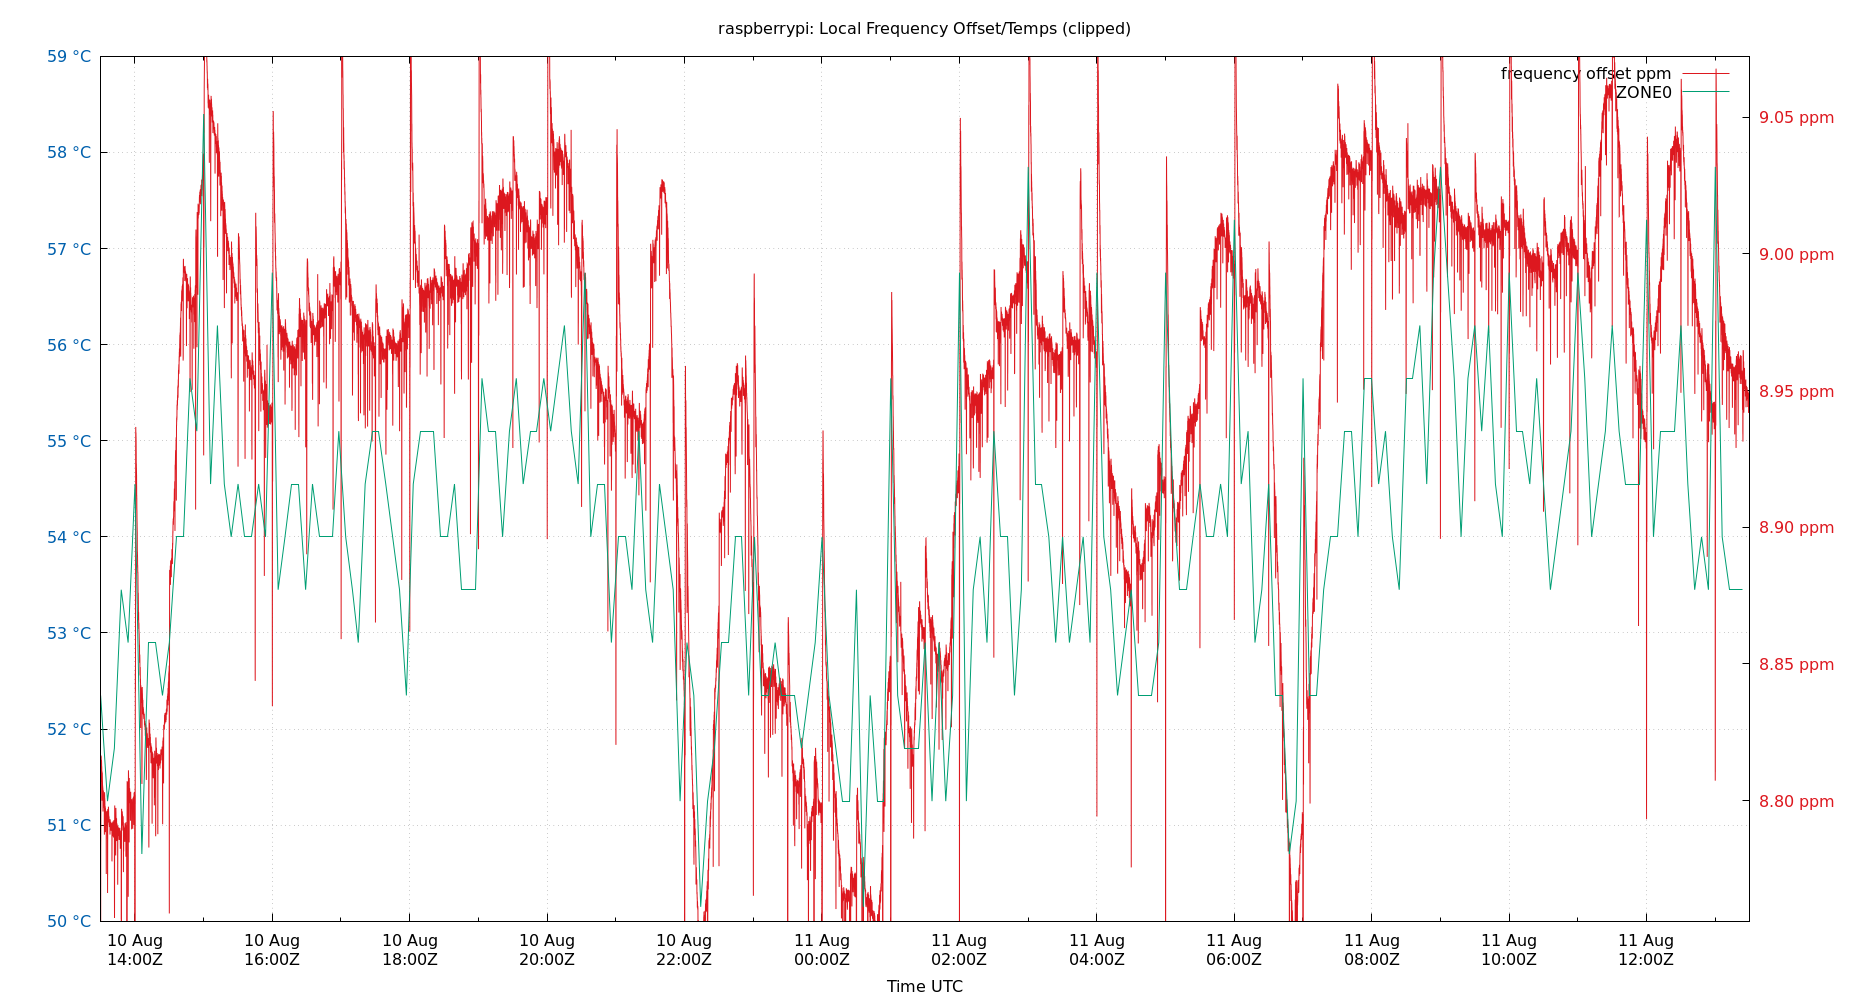 raspberrypi: Local Frequency Offset/Temps (clipped)
59 °C
58 °C
57 °C
56 °C
55 °C
54 °C
53 °C
52 °C
51 °C
50 °C
frequency offset ppm
ZONE0
9.05 ppm
9.00 ppm
8.95 ppm
8.90 ppm
8.85 ppm
8.80 ppm
10 Aug
14:00Z
10 Aug
16:00Z
10 Aug
18:00Z
10 Aug
20:00Z
10 Aug
22:00Z
11 Aug
00:00Z
11 Aug
02:00Z
11 Aug
04:00Z
11 Aug
06:00Z
11 Aug
08:00Z
11 Aug
10:00Z
11 Aug
12:00Z
Time UTC